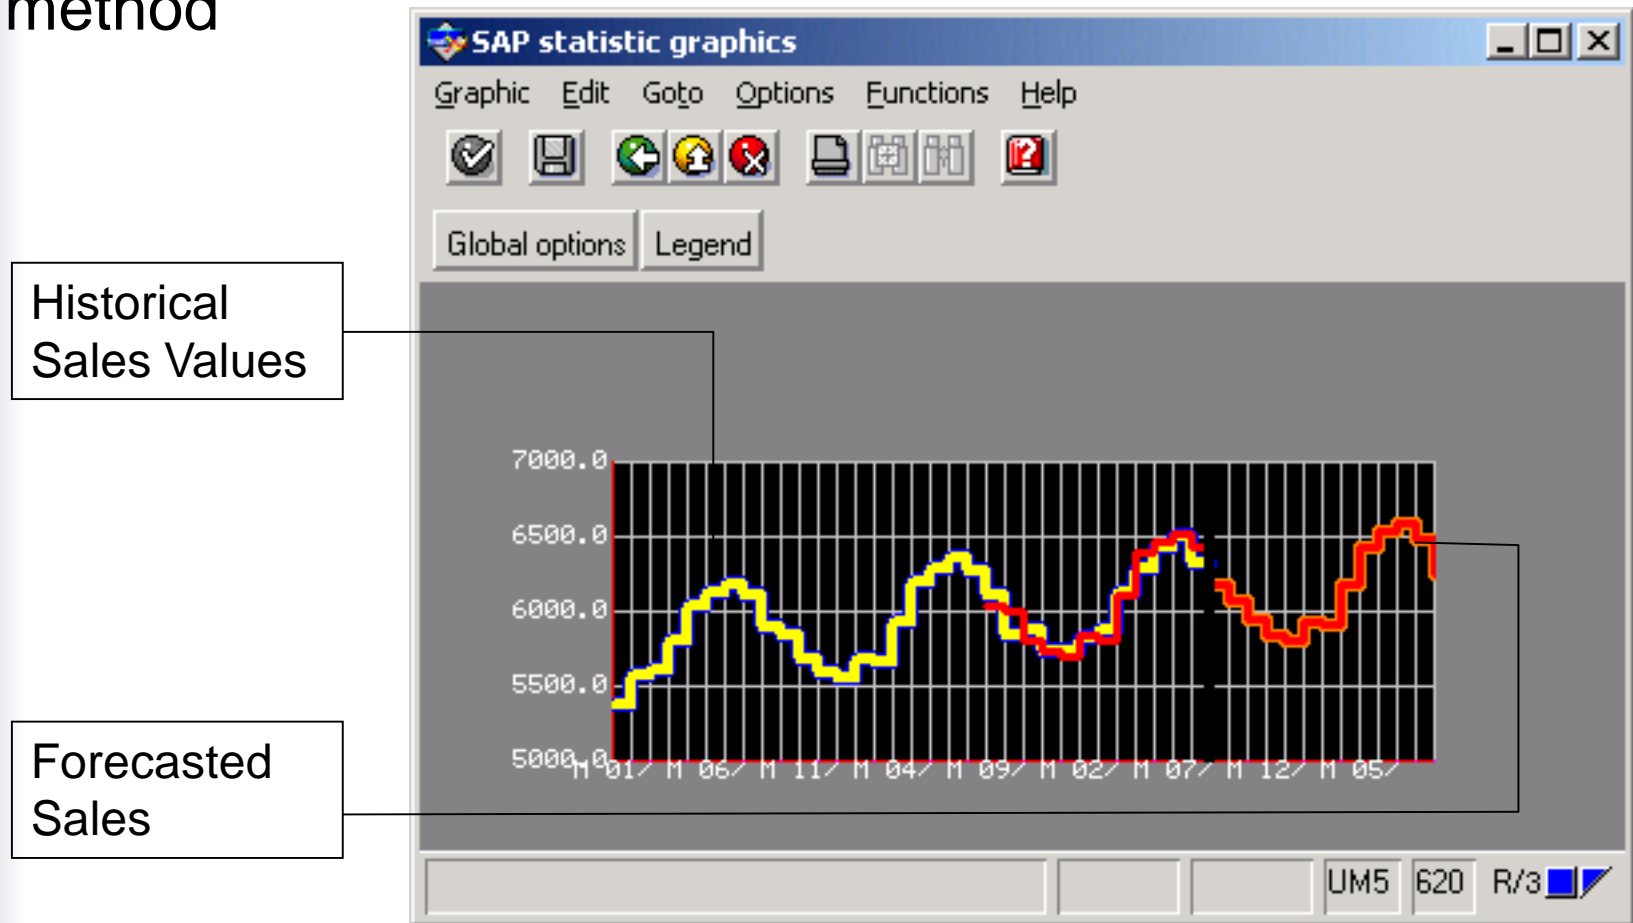 method
SAP statistic graphics
Graphic Edit Goto Options Functions Help
Global options Legend
Historical
Sales Values
7000.0
6500.0
6000.0
5500.0
5000.0
M 01/ M 06/ M 11/ M 04/ M 09/ M 02/ M 07/ M 12/ M 05/
Forecasted
Sales
UM5 620 R/3